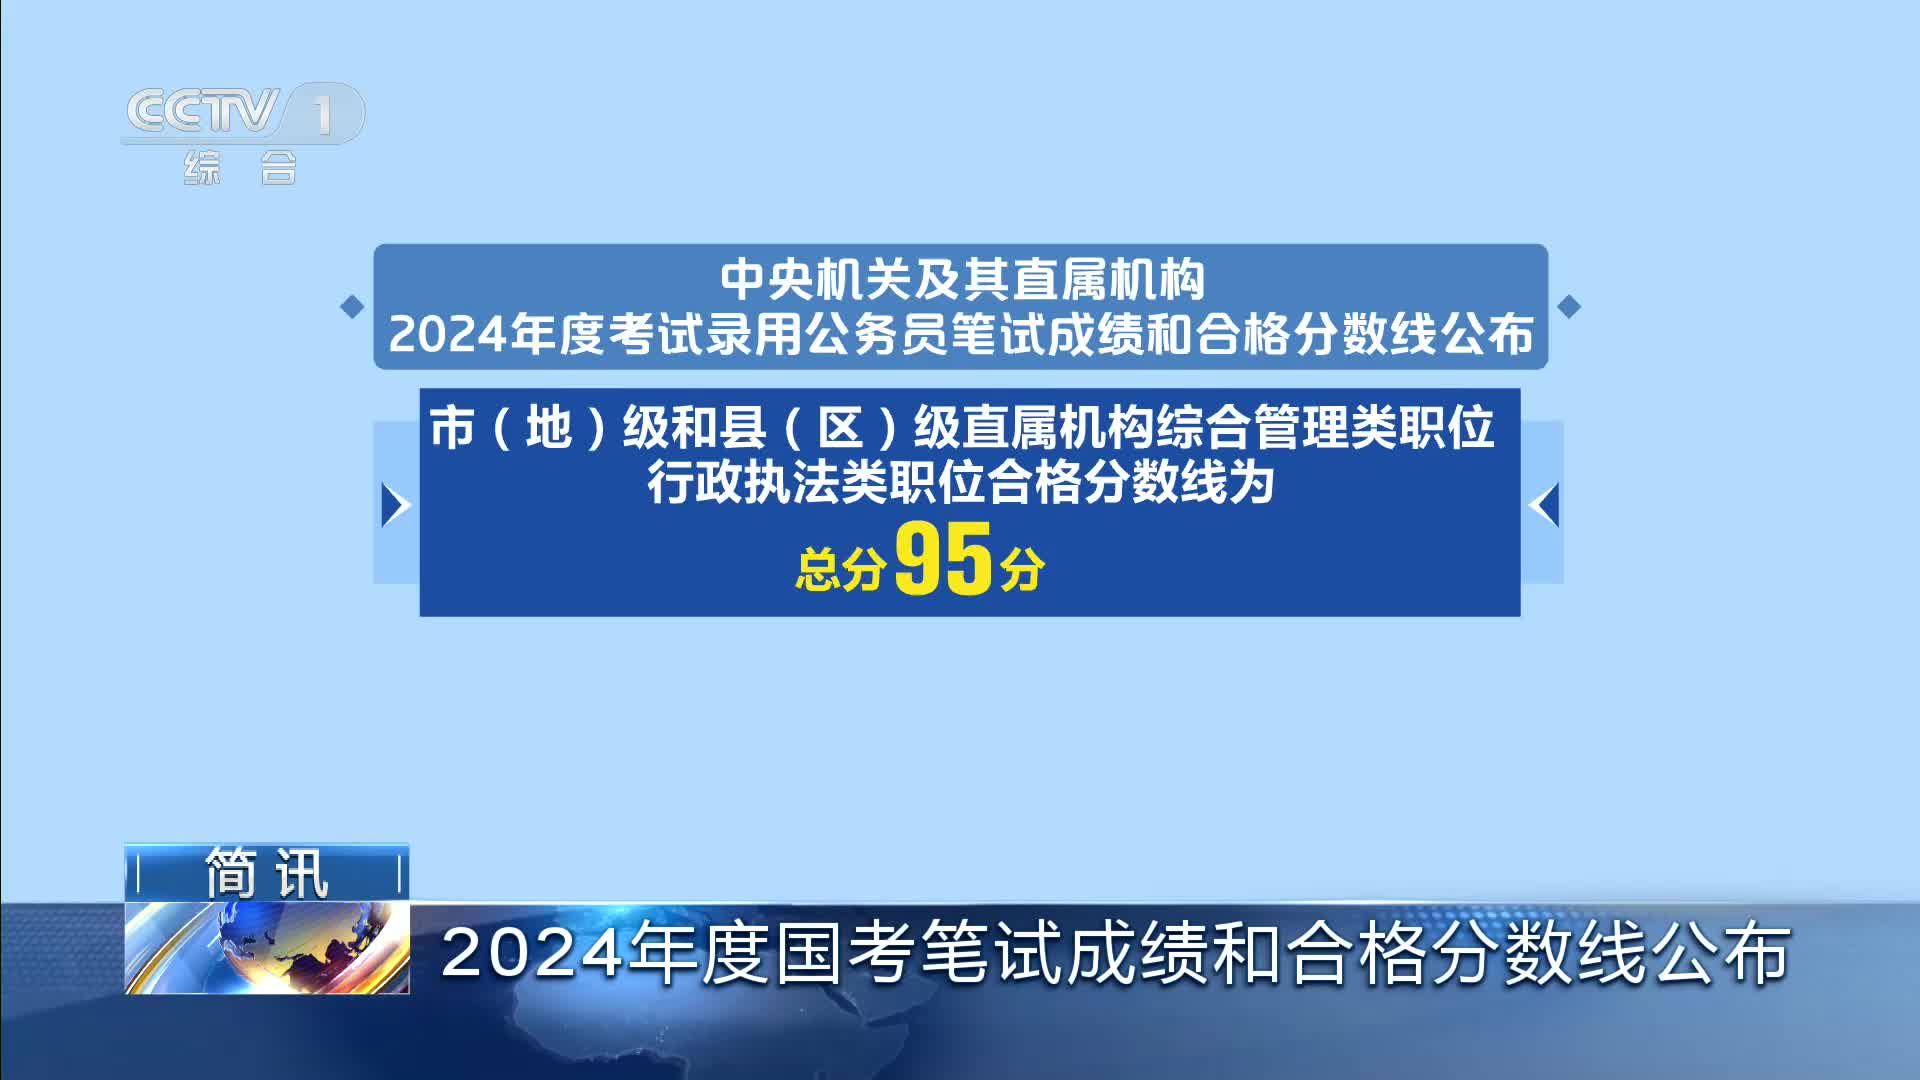 CCTV 1
综合
中央机关及其直属机构
2024年度考试录用公务员笔试成绩和合格分数线公布
市（地）级和县（区）级直属机构综合管理类职位
行政执法类职位合格分数线为
总分95分
简讯
2024年度国考笔试成绩和合格分数线公布